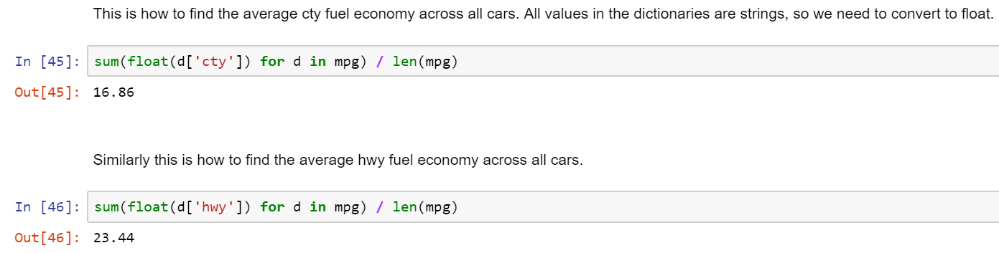 This is how to find the average cty fuel economy across all cars. All values in the dictionaries are strings, so we need to convert to float.
In [45]: sum(float(d['cty']) for d in mpg) / len(mpg)
Out[45]: 16.86
Similarly this is how to find the average hwy fuel economy across all cars.
In [46]: sum(float(d['hwy']) for d in mpg) / len(mpg)
Out[46]: 23.44